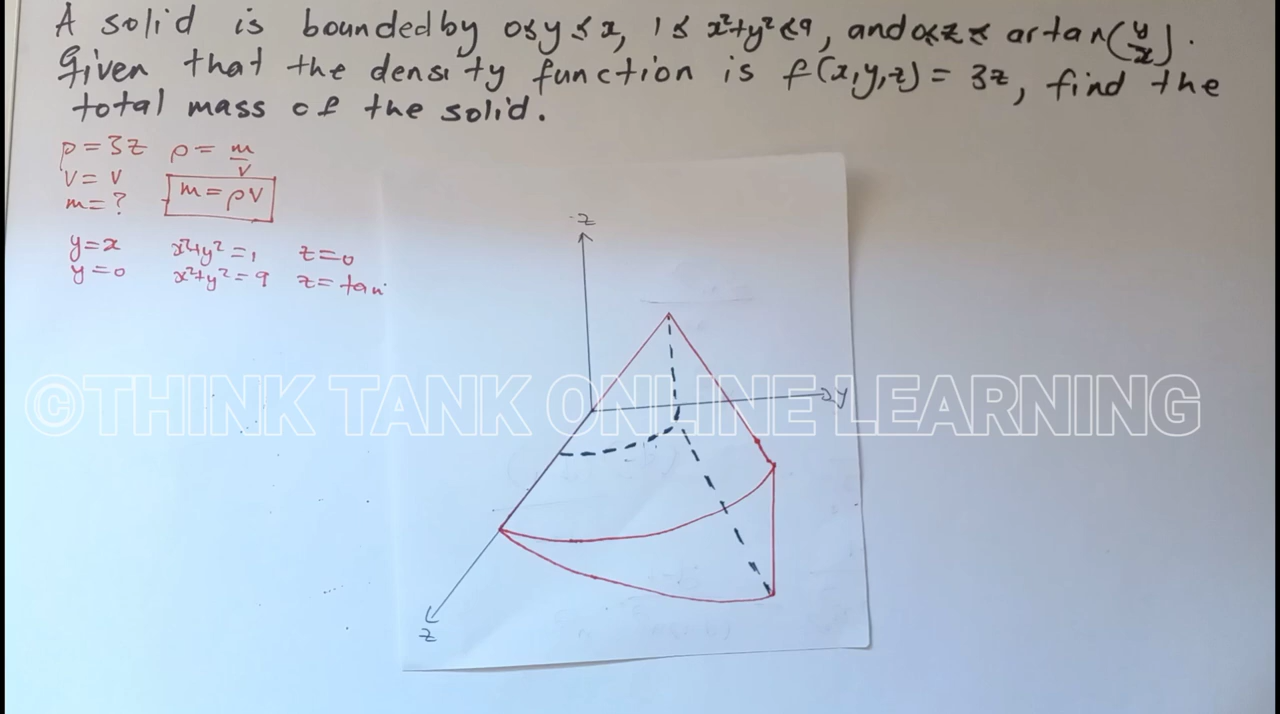 A solid is bounded by 0≤y≤x, 1≤ x²+y²≤9, and 0≤z≤ artan(y/x).
Given that the density function is f(x,y,z) = 3z, find the
total mass of the solid.
ρ = 3z ρ = m/v
V = V m = ρV
m = ?
y = x x²+y² = 1 z = 0
y = 0 x²+y² = 9 z = tan
z
y
z
©THINK TANK ONLINE LEARNING